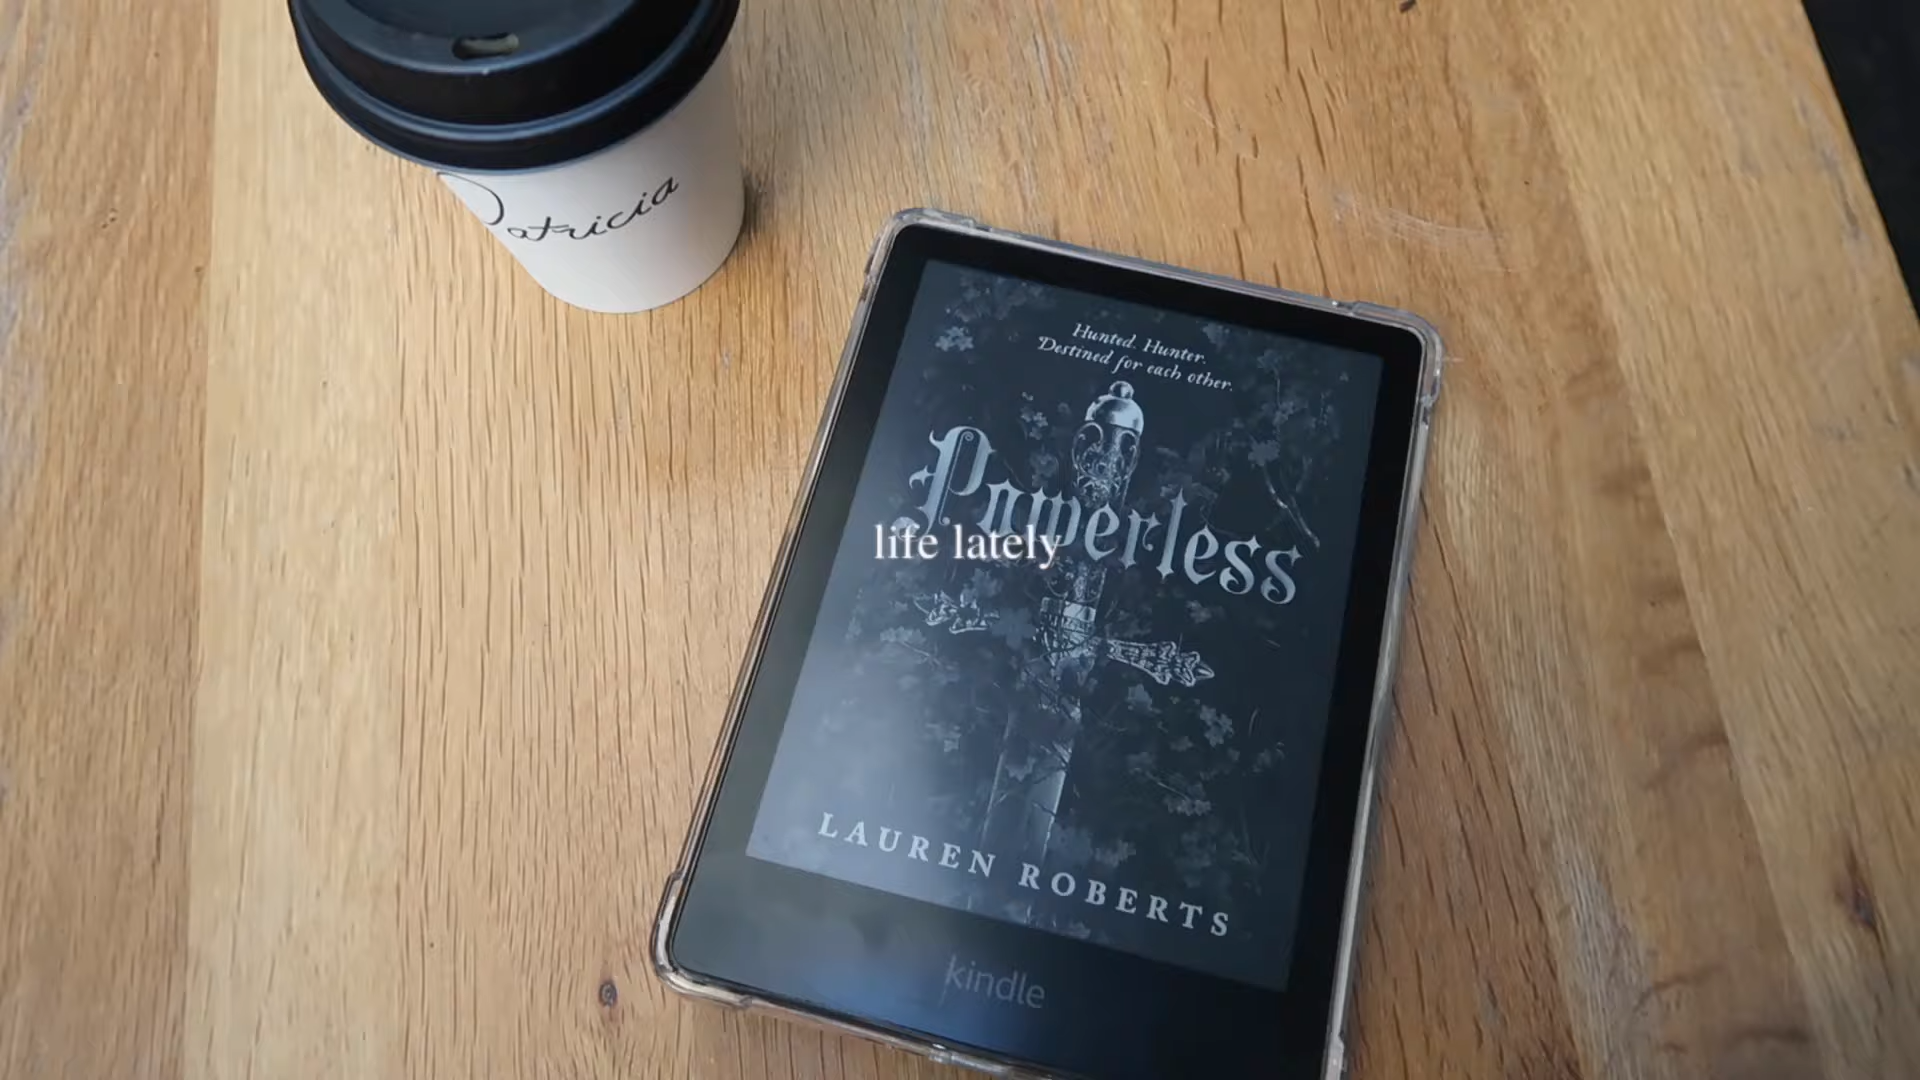 Patricia
Hunted. Hunter.
Destined for each other.
Powerless
life lately
LAUREN ROBERTS
kindle